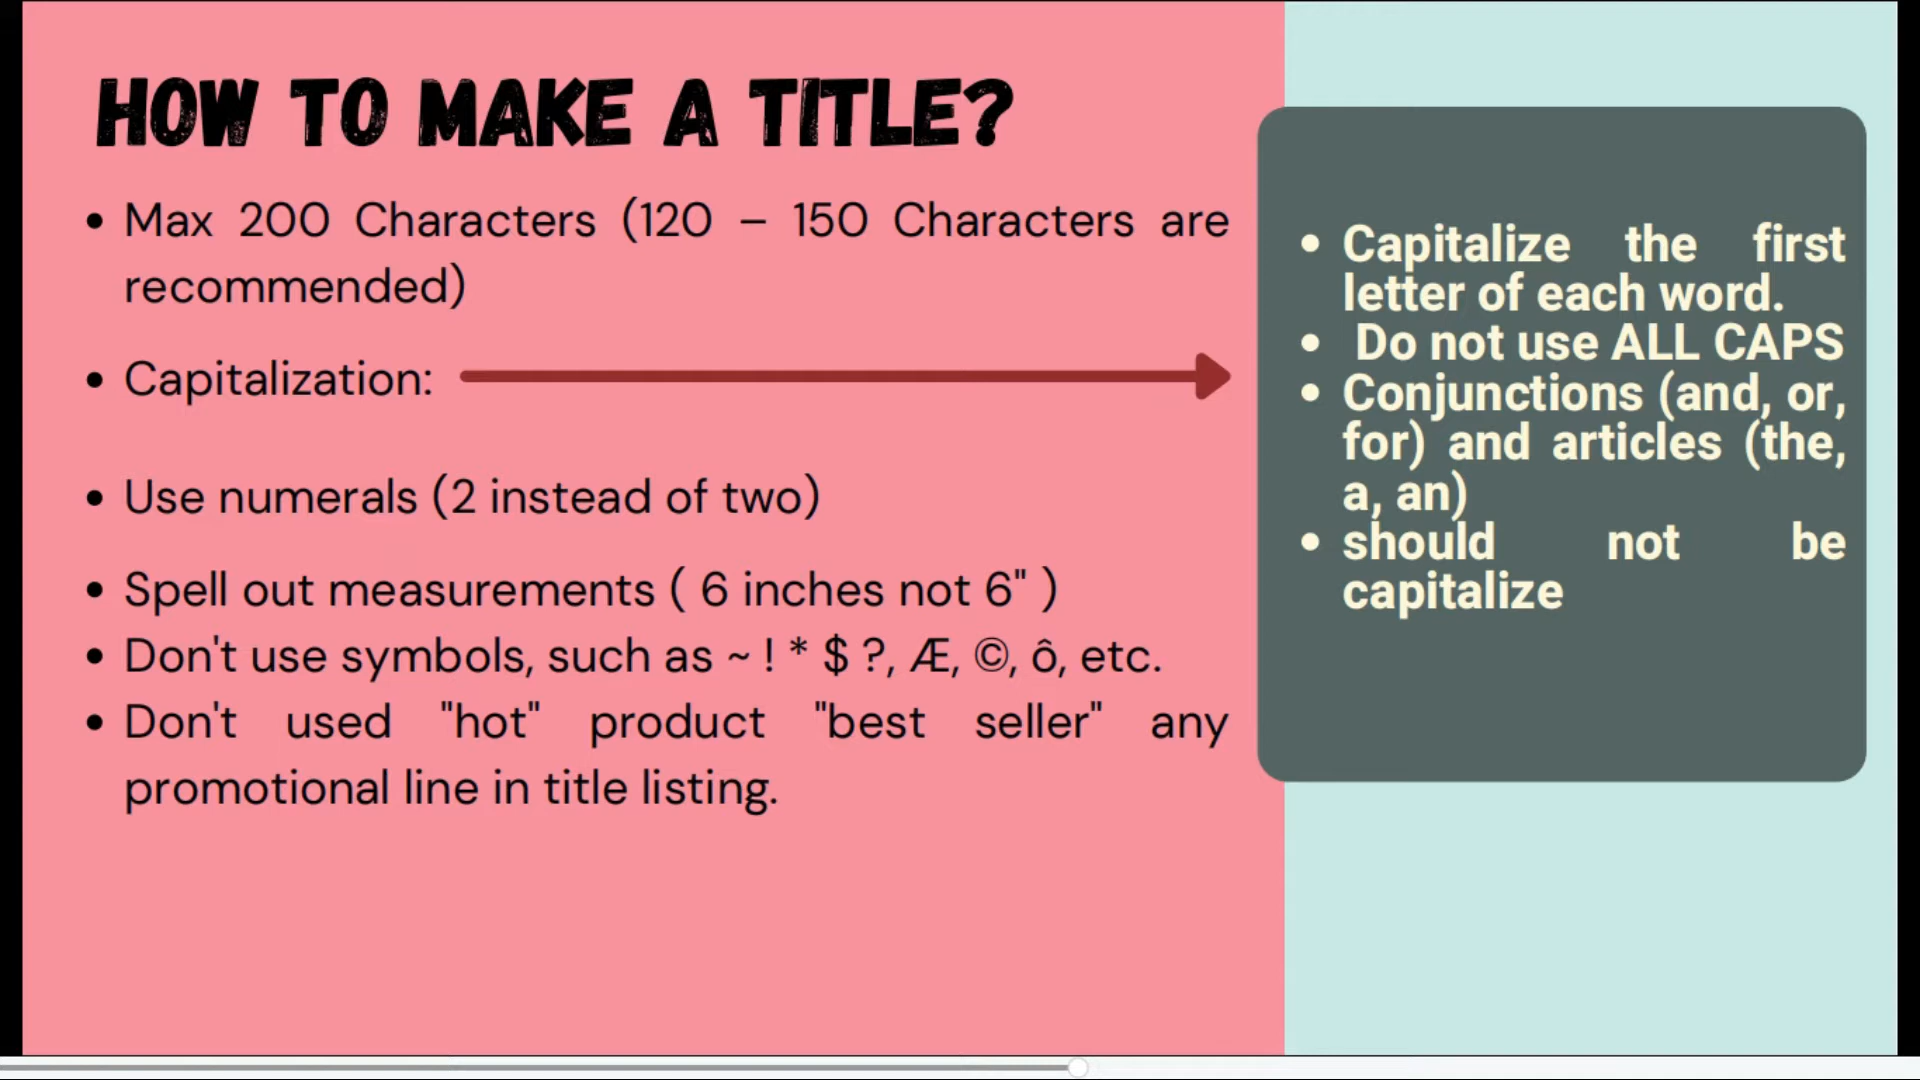 HOW TO MAKE A TITLE?
• Max 200 Characters (120 – 150 Characters are
recommended)
• Capitalization:
• Use numerals (2 instead of two)
• Spell out measurements ( 6 inches not 6" )
• Don't use symbols, such as ~ ! * $ ?, Æ, ©, ô, etc.
• Don't used "hot" product "best seller" any
promotional line in title listing.
• Capitalize the first
letter of each word.
• Do not use ALL CAPS
• Conjunctions (and, or,
for) and articles (the,
a, an)
• should not be
capitalize